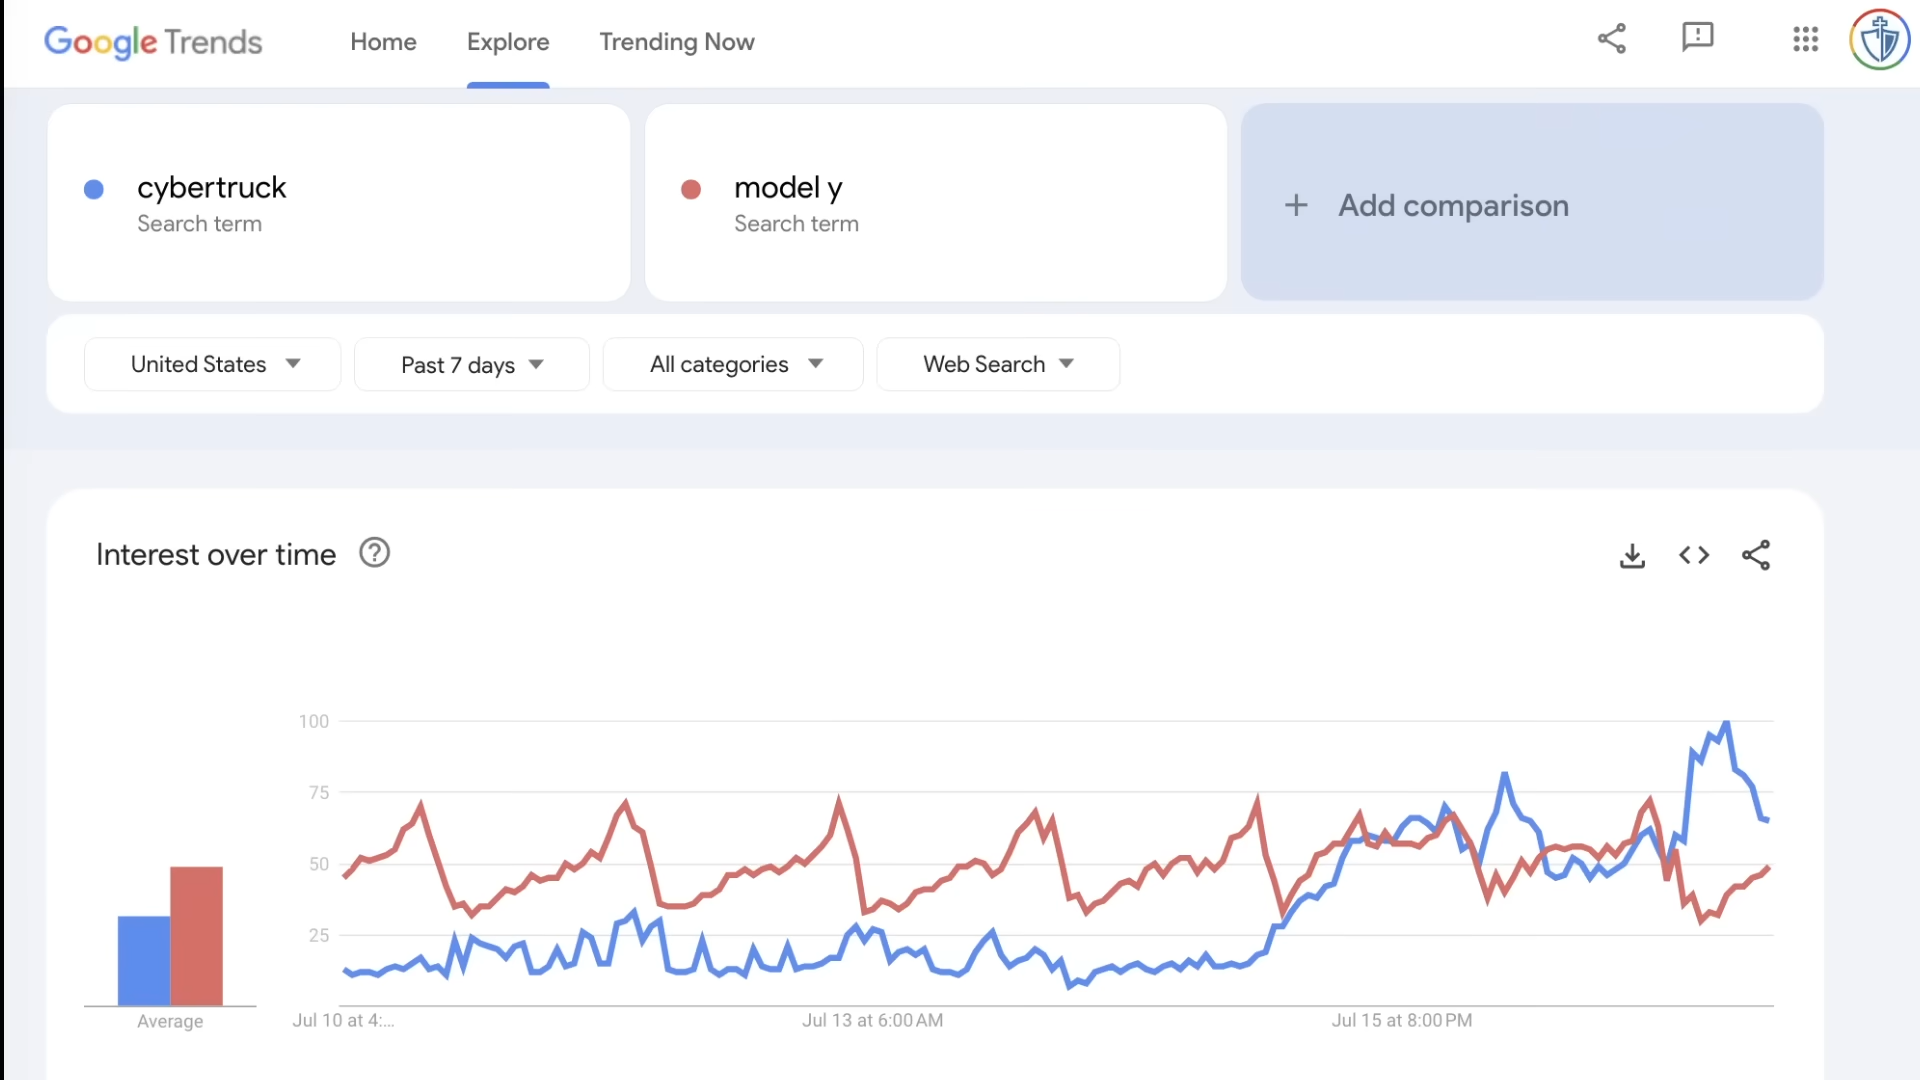 Google Trends Home Explore Trending Now
cybertruck
Search term
model y
Search term
+ Add comparison
United States Past 7 days All categories Web Search
Interest over time
100
75
50
25
Average
Jul 10 at 4:... Jul 13 at 6:00 AM Jul 15 at 8:00 PM